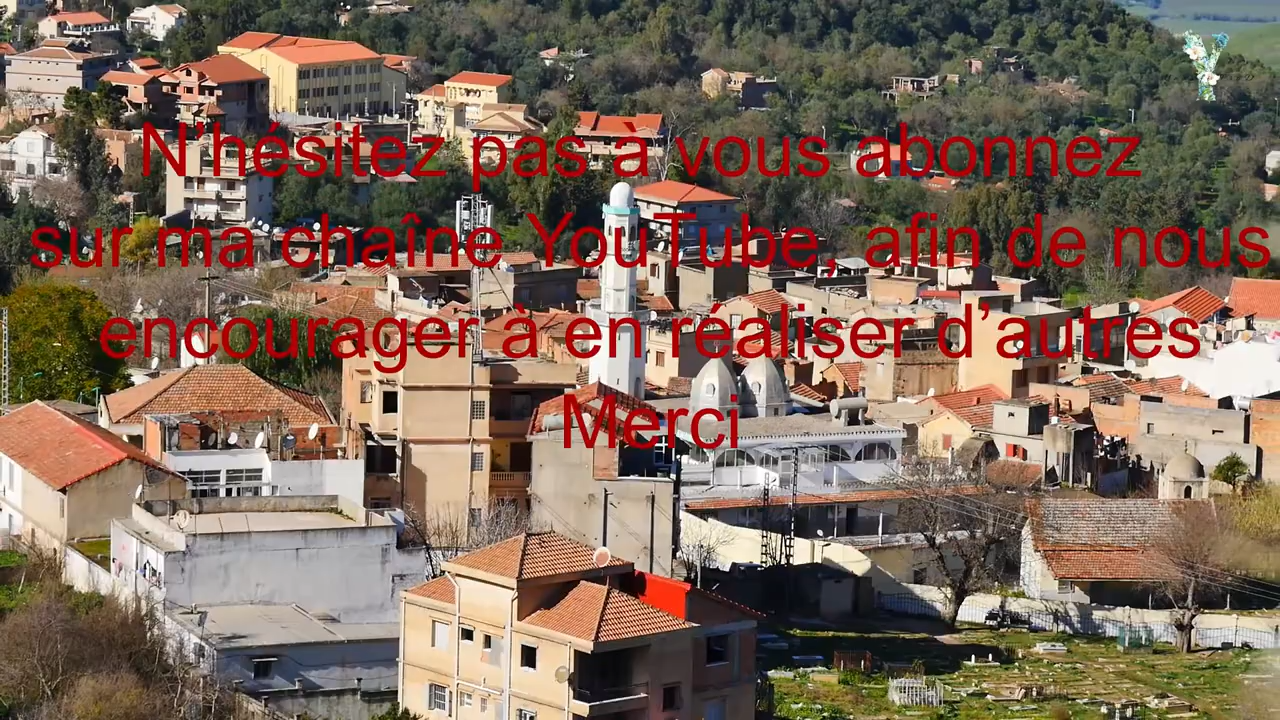 N’hésitez pas à vous abonnez
sur ma chaîne YouTube, afin de nous
encourager à en réaliser d’autres
Merci